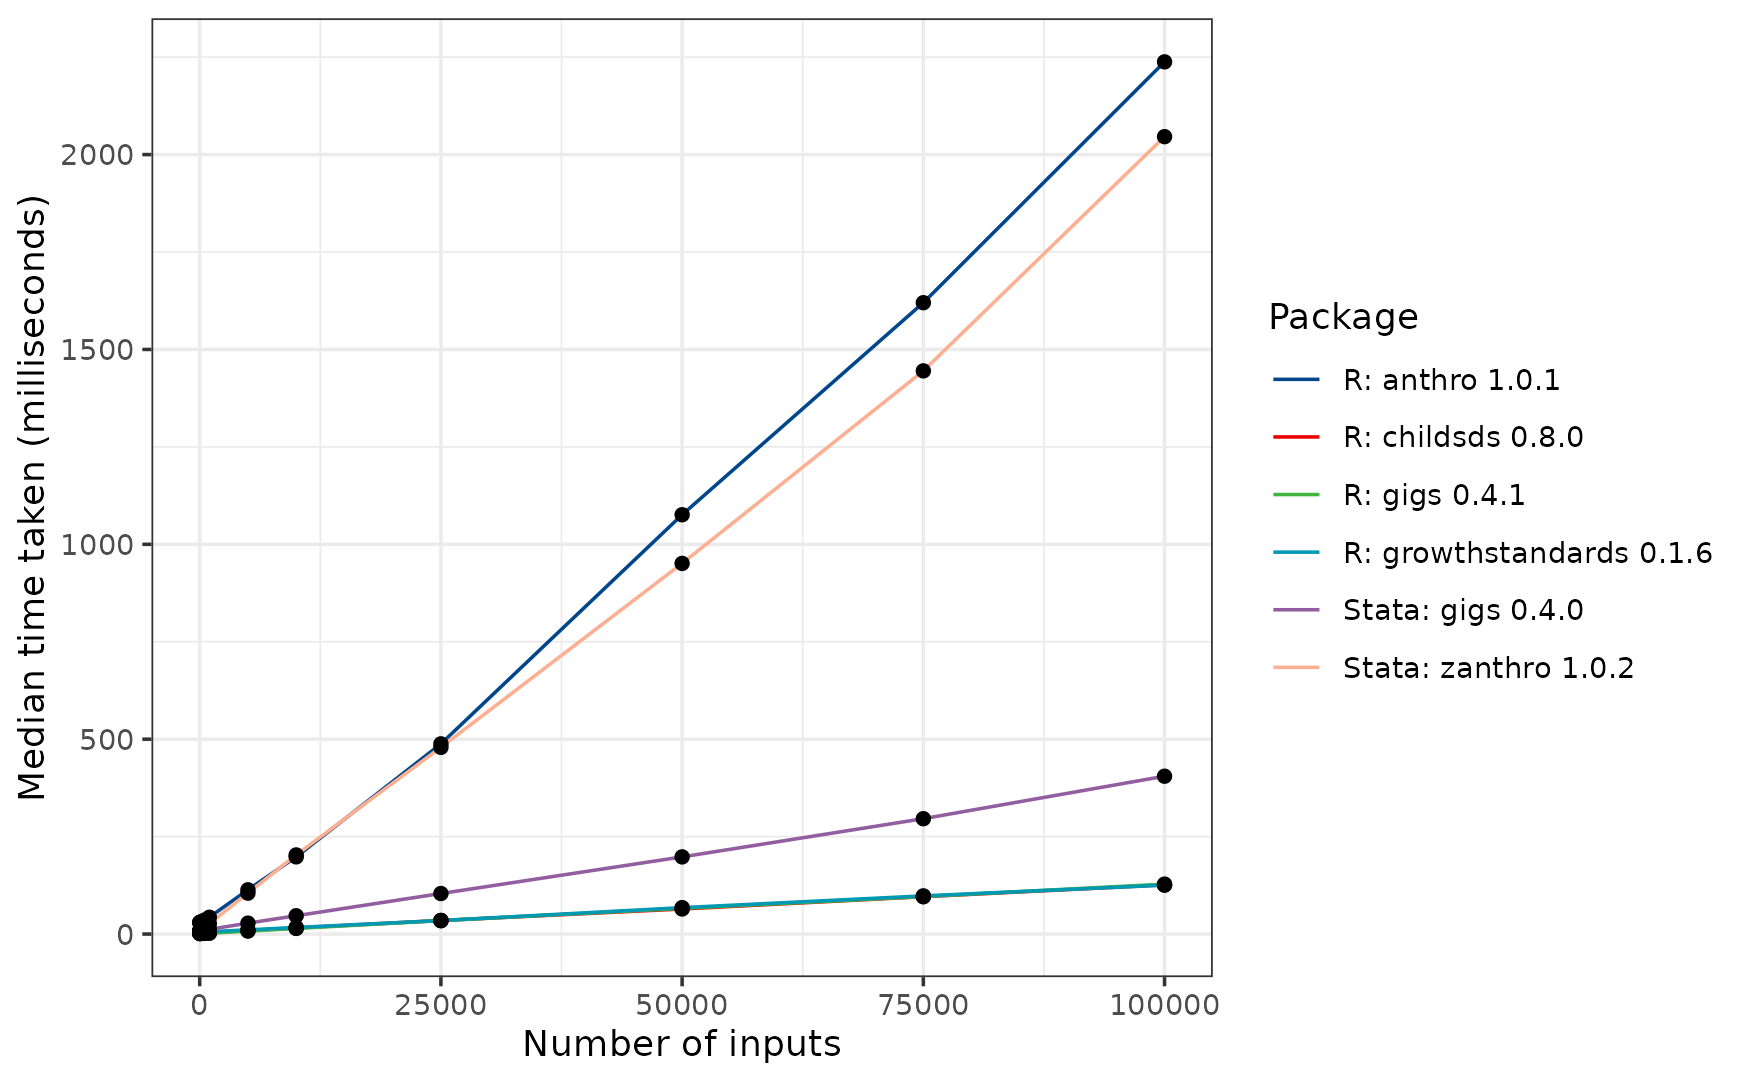 2000
1500
1000
500
0
Median time taken (milliseconds)
0
25000
50000
75000
100000
Number of inputs
Package
R: anthro 1.0.1
R: childsds 0.8.0
R: gigs 0.4.1
R: growthstandards 0.1.6
Stata: gigs 0.4.0
Stata: zanthro 1.0.2